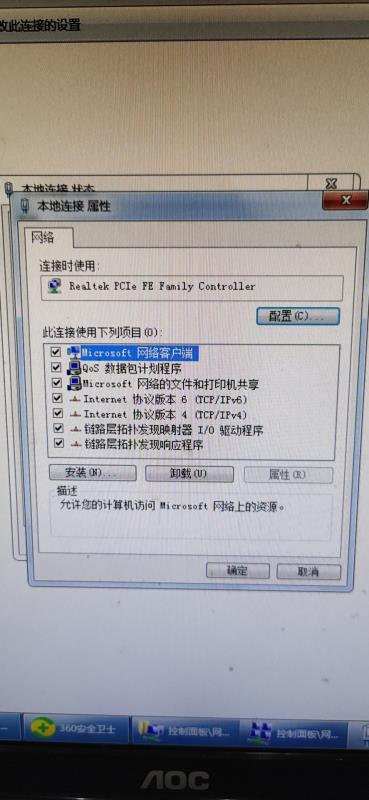 改此连接的设置
本地连接 状态
本地连接 属性
网络
连接时使用:
Realtek PCIe FE Family Controller
配置(C)...
此连接使用下列项目(O):
Microsoft 网络客户端
QoS 数据包计划程序
Microsoft 网络的文件和打印机共享
Internet 协议版本 6 (TCP/IPv6)
Internet 协议版本 4 (TCP/IPv4)
链路层拓扑发现映射器 I/O 驱动程序
链路层拓扑发现响应程序
安装(N)... 卸载(U) 属性(R)
描述
允许您的计算机访问 Microsoft 网络上的资源。
确定 取消
360安全卫士 控制面板\网... 控制面板\网...
AOC